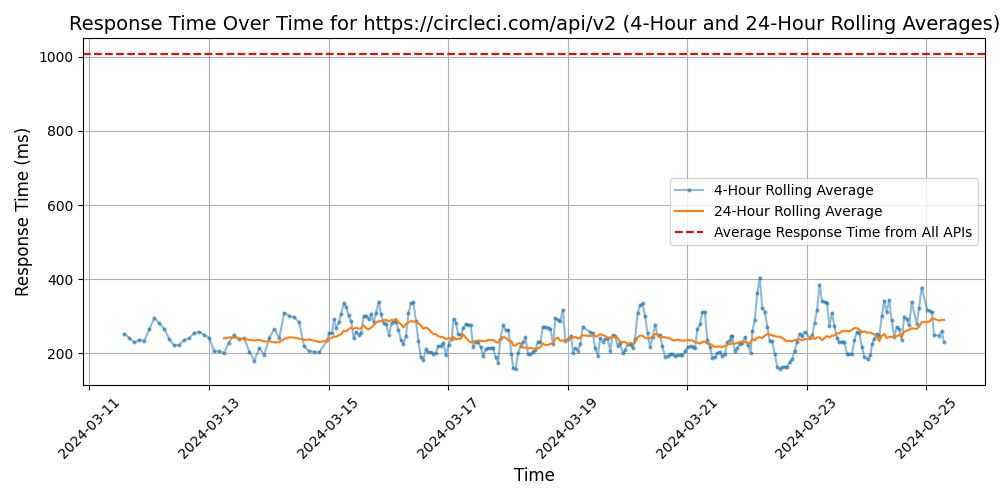 Response Time Over Time for https://circleci.com/api/v2 (4-Hour and 24-Hour Rolling Averages)
Response Time (ms)
1000
800
600
400
200
4-Hour Rolling Average
24-Hour Rolling Average
Average Response Time from All APIs
2024-03-11
2024-03-13
2024-03-15
2024-03-17
2024-03-19
2024-03-21
2024-03-23
2024-03-25
Time